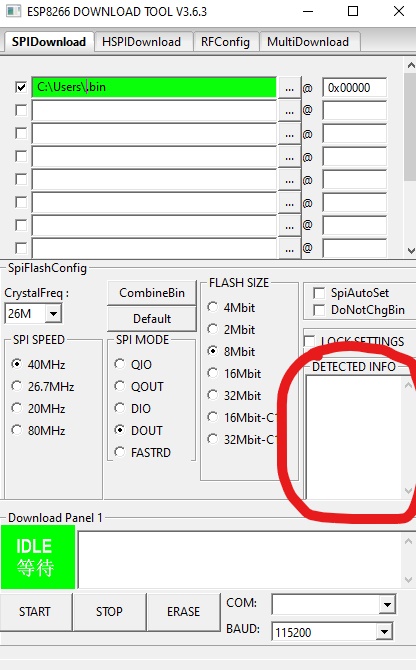 ESP8266 DOWNLOAD TOOL V3.6.3
SPIDownload HSPIDownload RFConfig MultiDownload
C:\Users\.bin ... @ 0x00000
... @
... @
... @
... @
... @
... @
... @
SpiFlashConfig
CrystalFreq :
26M
CombineBin
Default
SPI SPEED
40MHz
26.7MHz
20MHz
80MHz
SPI MODE
QIO
QOUT
DIO
DOUT
FASTRD
FLASH SIZE
4Mbit
2Mbit
8Mbit
16Mbit
32Mbit
16Mbit-C1
32Mbit-C1
SpiAutoSet
DoNotChgBin
LOCK SETTINGS
DETECTED INFO
Download Panel 1
IDLE
等待
START STOP ERASE
COM:
BAUD: 115200